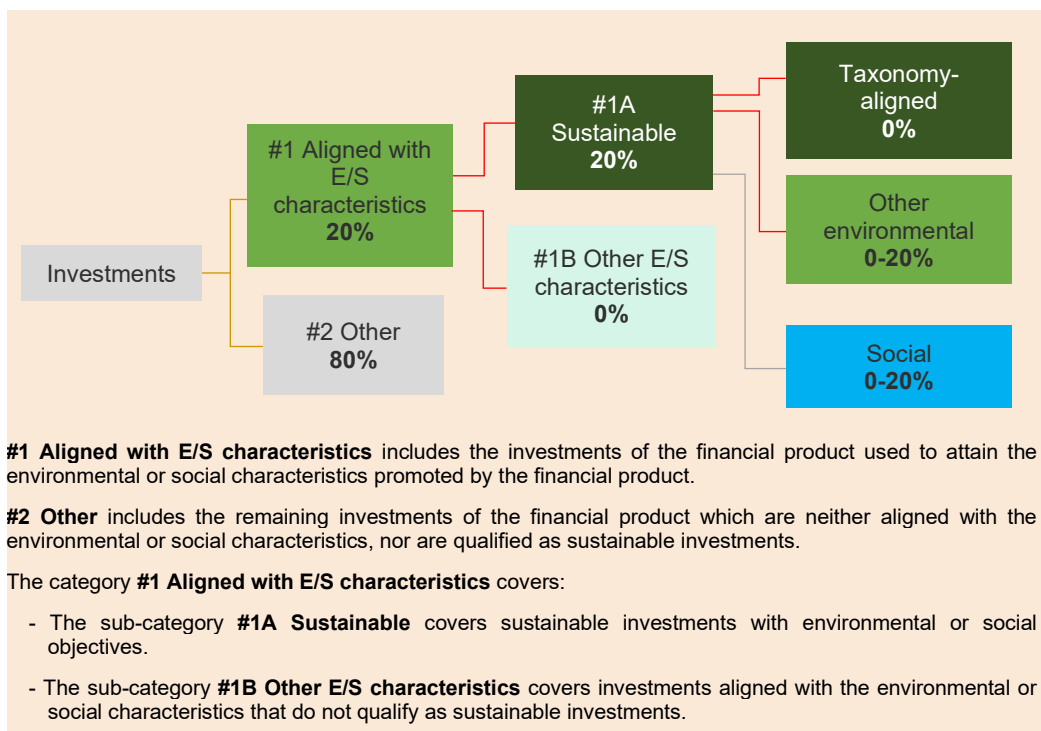 Investments
#1 Aligned with
E/S
characteristics
20%
#2 Other
80%
#1A
Sustainable
20%
#1B Other E/S
characteristics
0%
Taxonomy-
aligned
0%
Other
environmental
0-20%
Social
0-20%
#1 Aligned with E/S characteristics includes the investments of the financial product used to attain the
environmental or social characteristics promoted by the financial product.
#2 Other includes the remaining investments of the financial product which are neither aligned with the
environmental or social characteristics, nor are qualified as sustainable investments.
The category #1 Aligned with E/S characteristics covers:
- The sub-category #1A Sustainable covers sustainable investments with environmental or social
objectives.
- The sub-category #1B Other E/S characteristics covers investments aligned with the environmental or
social characteristics that do not qualify as sustainable investments.